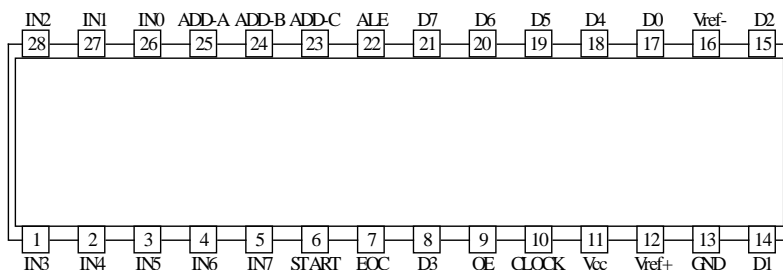 IN2 IN1 IN0 ADD-A ADD-B ADD-C ALE D7 D6 D5 D4 D0 Vref- D2
28 27 26 25 24 23 22 21 20 19 18 17 16 15
1 2 3 4 5 6 7 8 9 10 11 12 13 14
IN3 IN4 IN5 IN6 IN7 START EOC D3 OE CLOCK Vcc Vref+ GND D1